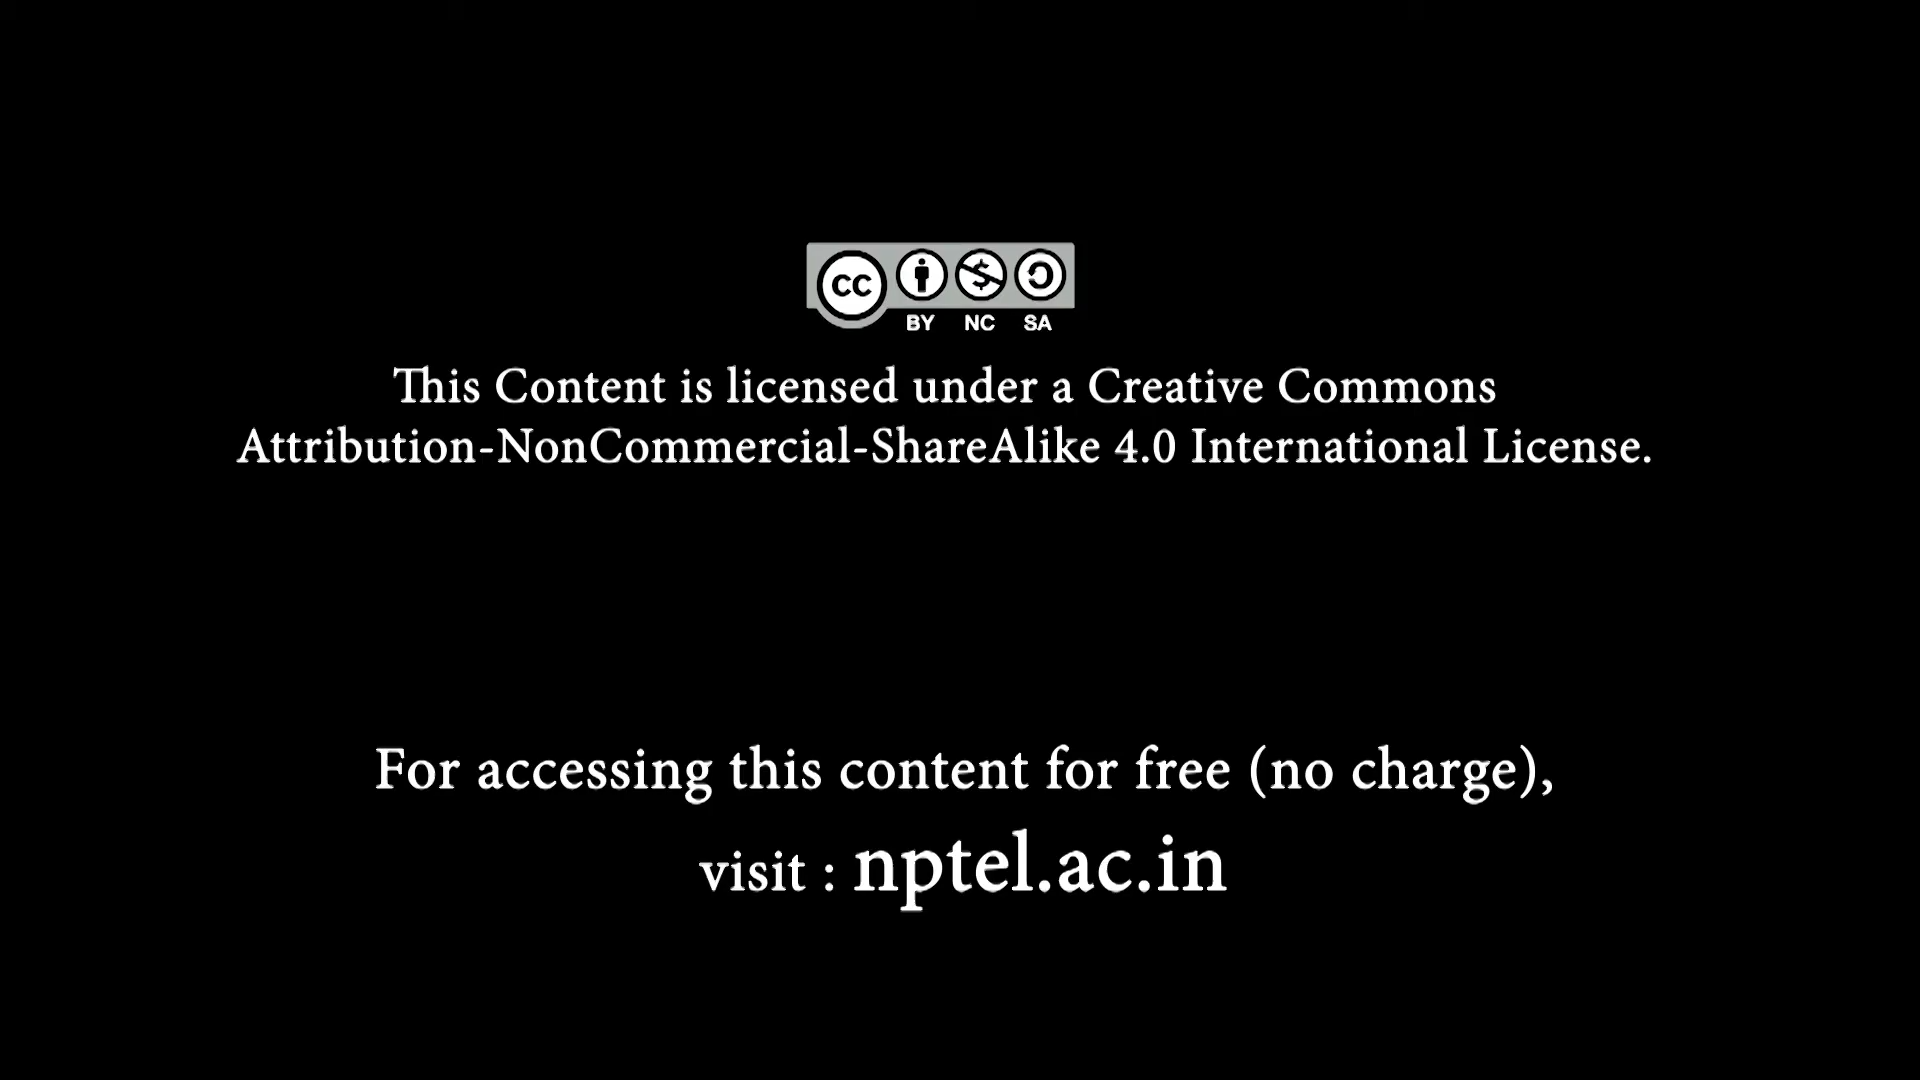 cc
BY NC SA
This Content is licensed under a Creative Commons
Attribution-NonCommercial-ShareAlike 4.0 International License.
For accessing this content for free (no charge),
visit : nptel.ac.in